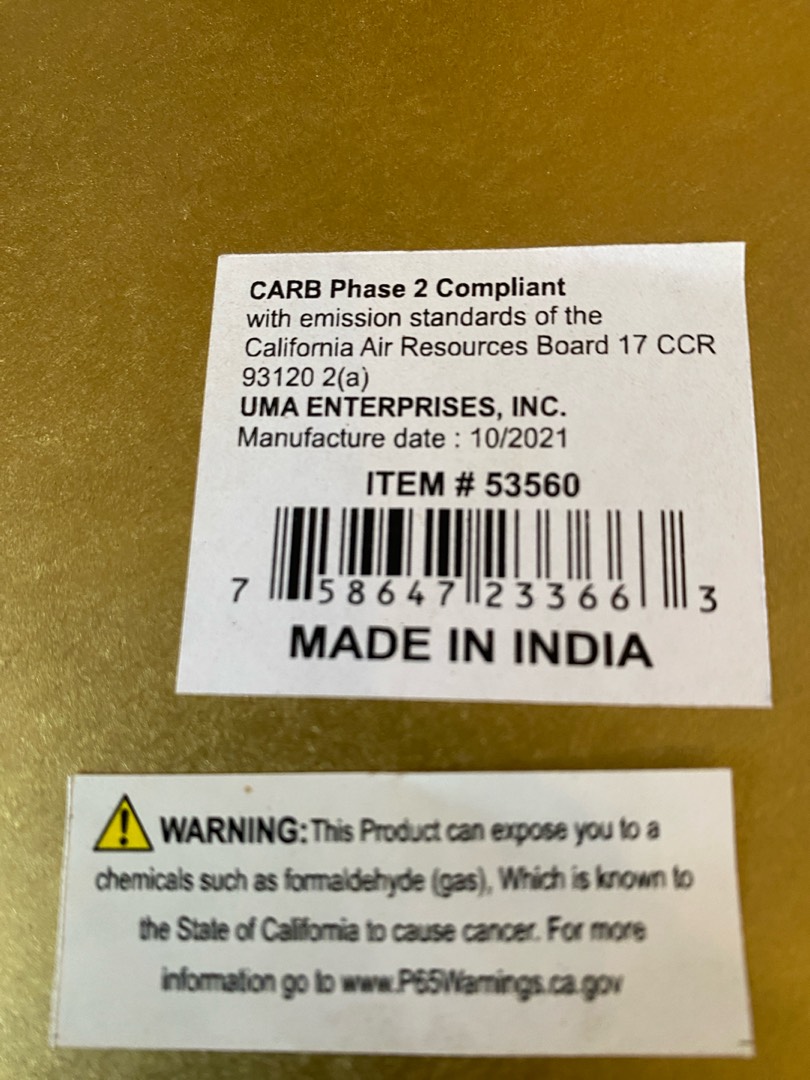 CARB Phase 2 Compliant
with emission standards of the
California Air Resources Board 17 CCR
93120 2(a)
UMA ENTERPRISES, INC.
Manufacture date : 10/2021
ITEM # 53560
7 58647 23366 3
MADE IN INDIA
WARNING: This Product can expose you to a
chemicals such as formaldehyde (gas), Which is known to
the State of California to cause cancer. For more
information go to www.P65Warnings.ca.gov